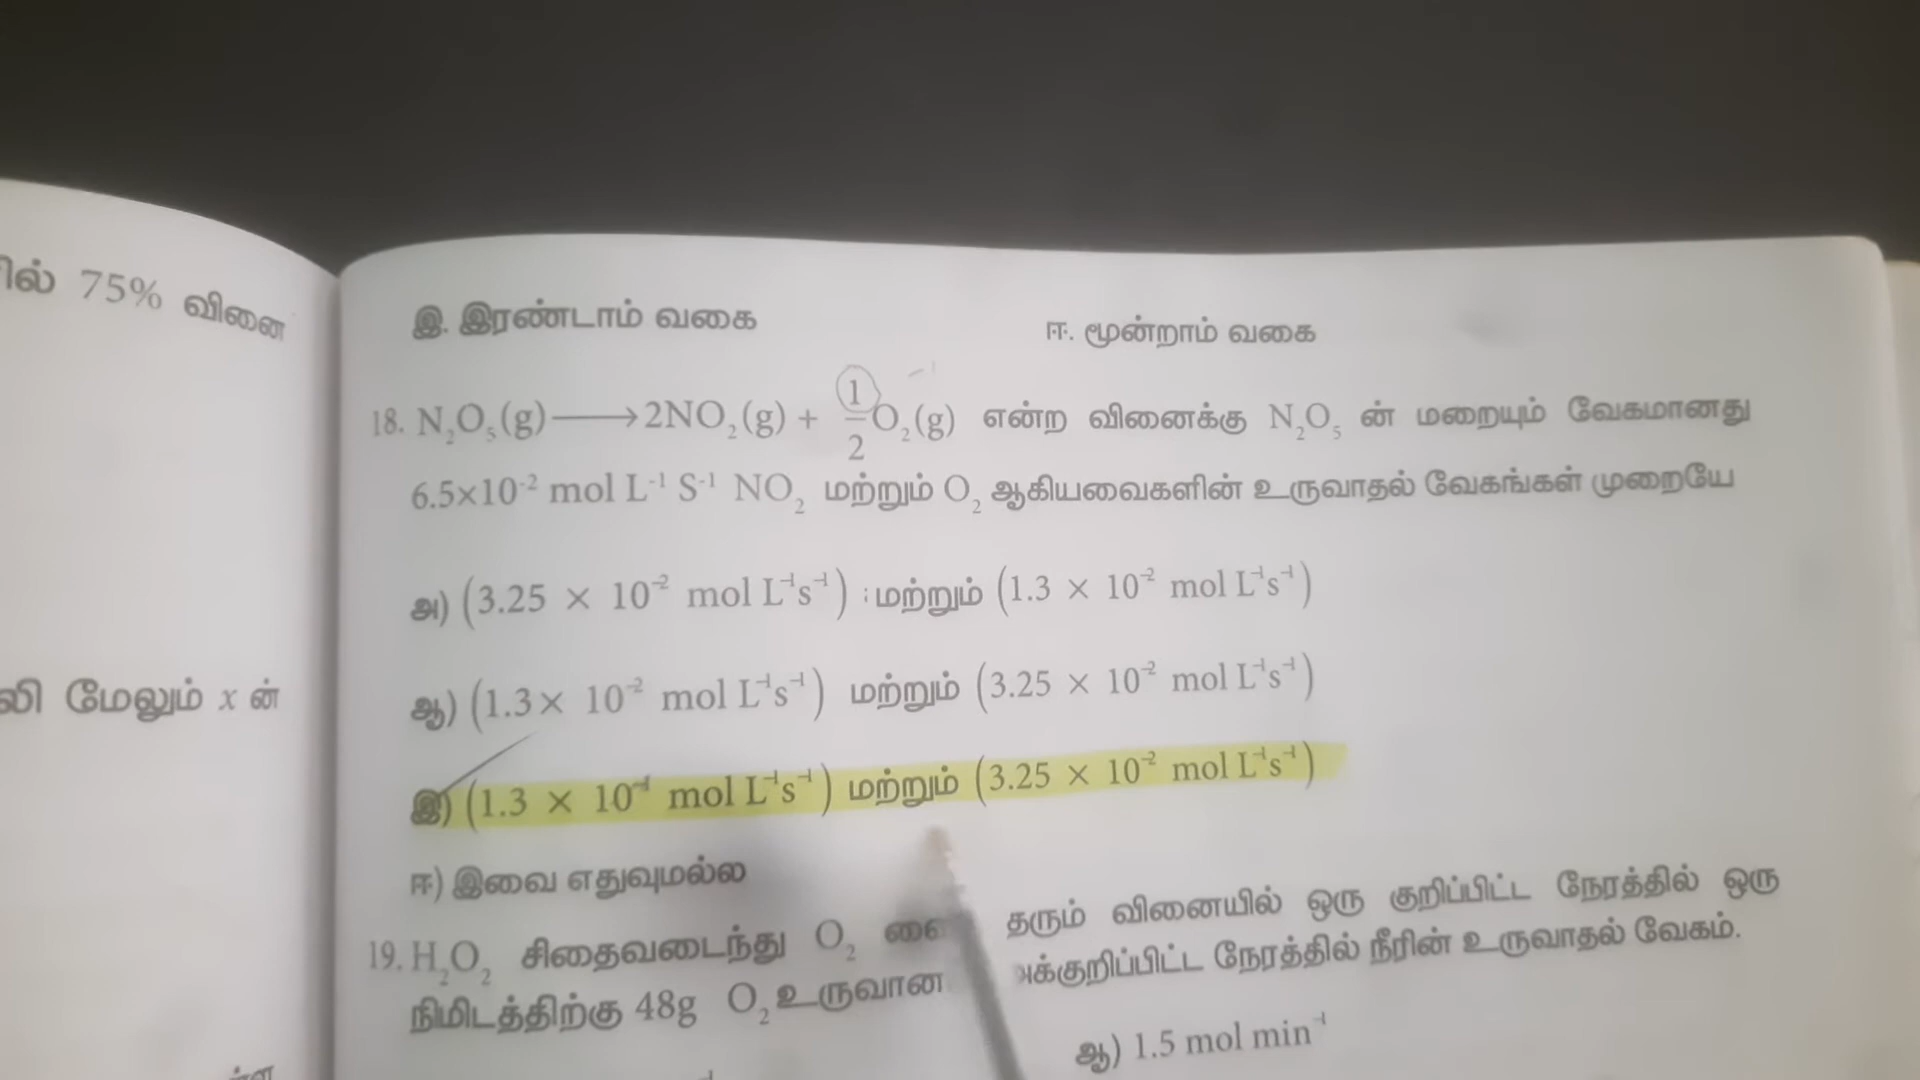 ில் 75% வினை
இ. இரண்டாம் வகை ஈ. மூன்றாம் வகை
18. N₂O₅(g) ⟶ 2NO₂(g) + 1/2 O₂(g) என்ற வினைக்கு N₂O₅ ன் மறையும் வேகமானது
6.5×10⁻² mol L⁻¹ S⁻¹ NO₂ மற்றும் O₂ ஆகியவைகளின் உருவாதல் வேகங்கள் முறையே
அ) (3.25 × 10⁻² mol L⁻¹s⁻¹) மற்றும் (1.3 × 10⁻² mol L⁻¹s⁻¹)
ஆ) (1.3× 10⁻² mol L⁻¹s⁻¹) மற்றும் (3.25 × 10⁻² mol L⁻¹s⁻¹)
லி மேலும் x ன்
இ) (1.3 × 10⁻¹ mol L⁻¹s⁻¹) மற்றும் (3.25 × 10⁻² mol L⁻¹s⁻¹)
ஈ) இவை எதுவுமல்ல
19. H₂O₂ சிதைவடைந்து O₂ தரும் வினையில் ஒரு குறிப்பிட்ட நேரத்தில் ஒரு
நிமிடத்திற்கு 48g O₂ உருவான க்குறிப்பிட்ட நேரத்தில் நீரின் உருவாதல் வேகம்.
ஆ) 1.5 mol min⁻¹